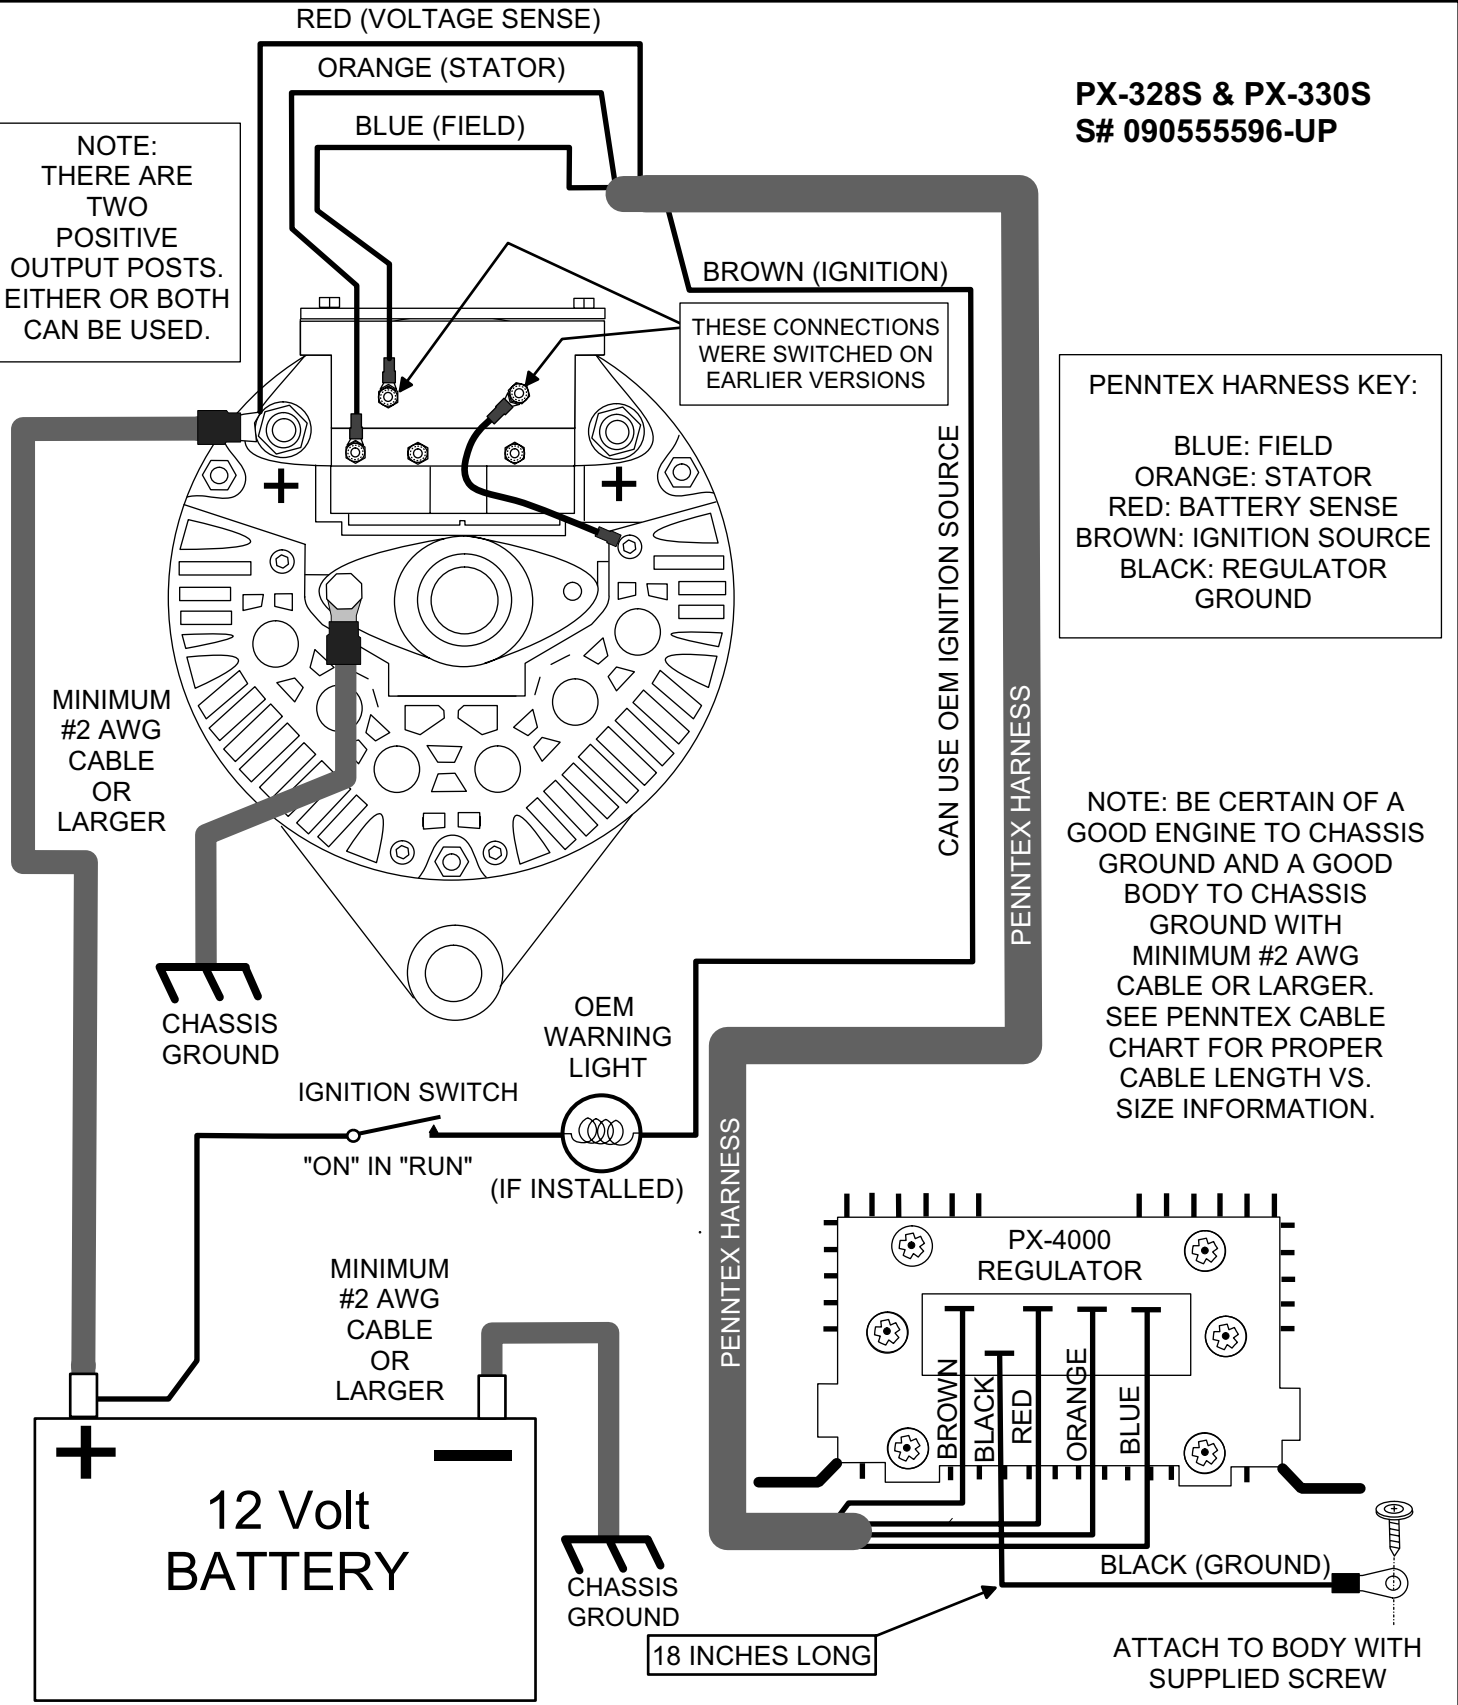 RED (VOLTAGE SENSE)
ORANGE (STATOR)
BLUE (FIELD)
PX-328S & PX-330S
S# 090555596-UP
NOTE:
THERE ARE
TWO
POSITIVE
OUTPUT POSTS.
EITHER OR BOTH
CAN BE USED.
BROWN (IGNITION)
THESE CONNECTIONS
WERE SWITCHED ON
EARLIER VERSIONS
PENNTEX HARNESS KEY:
BLUE: FIELD
ORANGE: STATOR
RED: BATTERY SENSE
BROWN: IGNITION SOURCE
BLACK: REGULATOR
GROUND
+
+
CAN USE OEM IGNITION SOURCE
PENNTEX HARNESS
MINIMUM
#2 AWG
CABLE
OR
LARGER
NOTE: BE CERTAIN OF A
GOOD ENGINE TO CHASSIS
GROUND AND A GOOD
BODY TO CHASSIS
GROUND WITH
MINIMUM #2 AWG
CABLE OR LARGER.
SEE PENNTEX CABLE
CHART FOR PROPER
CABLE LENGTH VS.
SIZE INFORMATION.
CHASSIS
GROUND
OEM
WARNING
LIGHT
IGNITION SWITCH
"ON" IN "RUN"
(IF INSTALLED)
PENNTEX HARNESS
MINIMUM
#2 AWG
CABLE
OR
LARGER
PX-4000
REGULATOR
BROWN
BLACK
RED
ORANGE
BLUE
+
12 Volt
BATTERY
CHASSIS
GROUND
BLACK (GROUND)
18 INCHES LONG
ATTACH TO BODY WITH
SUPPLIED SCREW